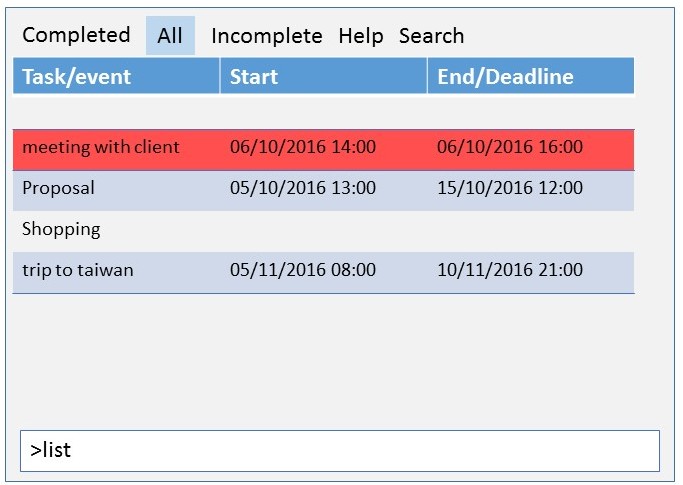 Completed All Incomplete Help Search
Task/event Start End/Deadline
meeting with client 06/10/2016 14:00 06/10/2016 16:00
Proposal 05/10/2016 13:00 15/10/2016 12:00
Shopping
trip to taiwan 05/11/2016 08:00 10/11/2016 21:00
>list